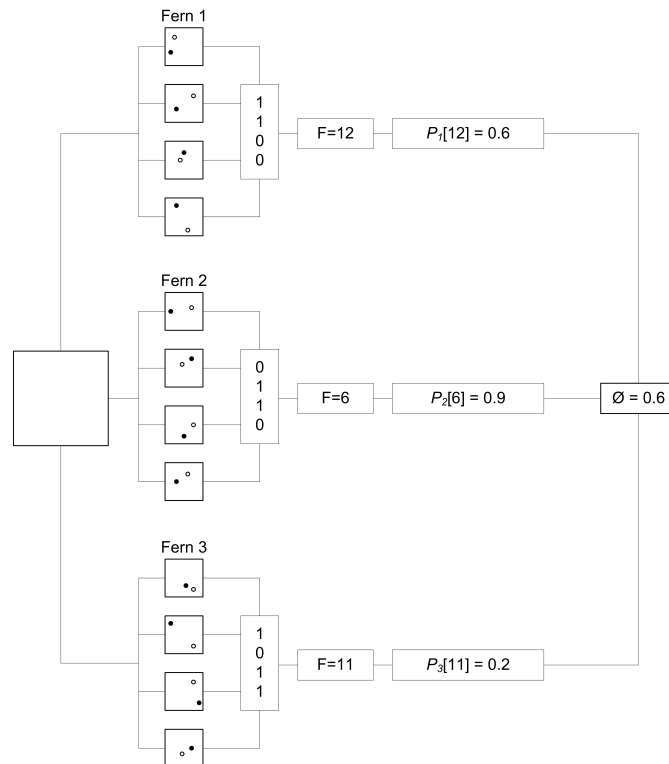 Fern 1
1
1
0
0
F=12
P1[12] = 0.6
Fern 2
0
1
1
0
F=6
P2[6] = 0.9
Ø = 0.6
Fern 3
1
0
1
1
F=11
P3[11] = 0.2